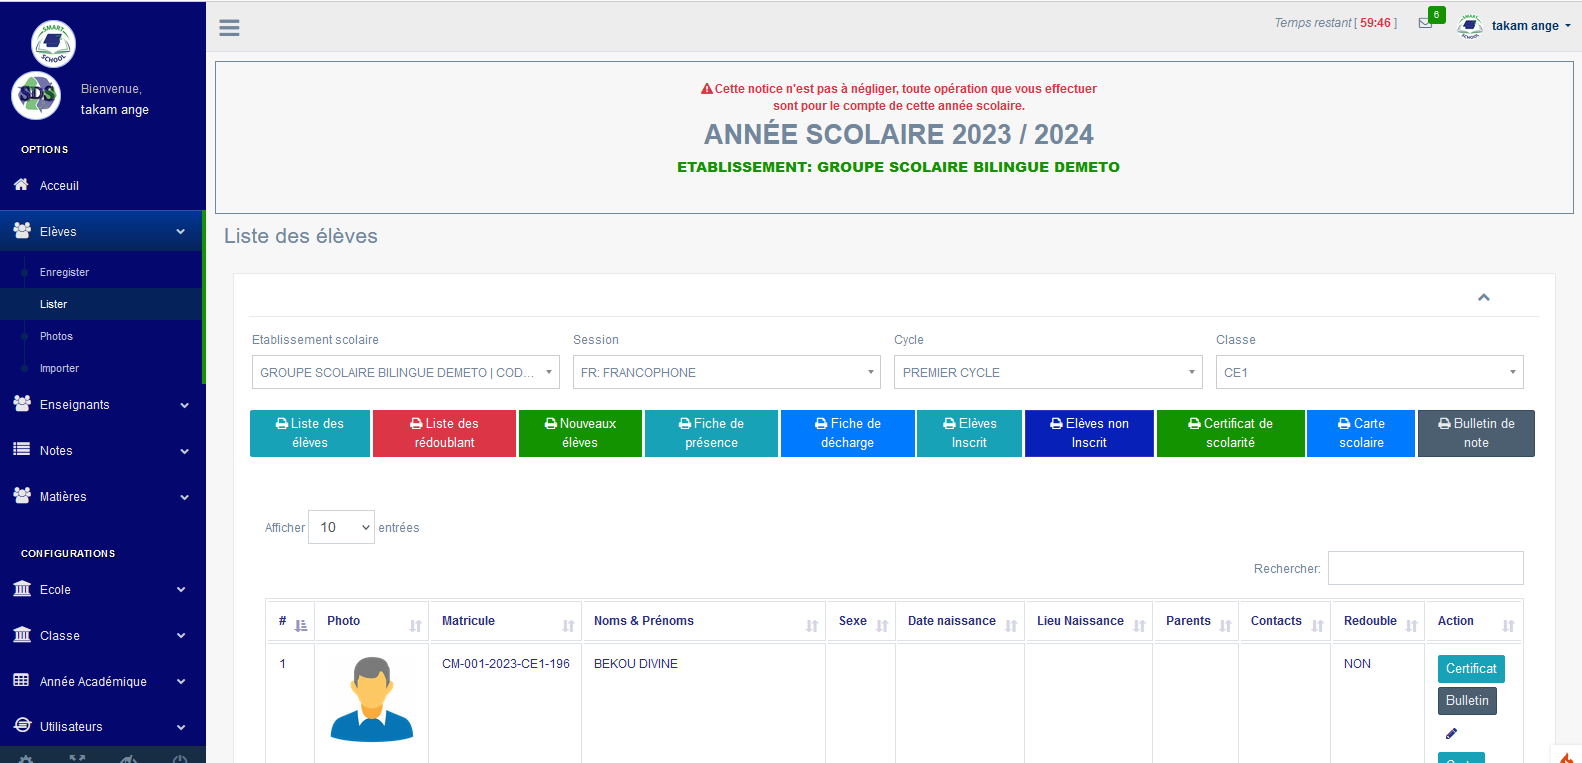 SMART
SCHOOL
SDS
Bienvenue,
takam ange
OPTIONS
Acceuil
Elèves
Enregister
Lister
Photos
Importer
Enseignants
Notes
Matières
CONFIGURATIONS
Ecole
Classe
Année Académique
Utilisateurs
Temps restant [ 59:46 ]
6
takam ange
Cette notice n'est pas à négliger, toute opération que vous effectuer
sont pour le compte de cette année scolaire.
ANNÉE SCOLAIRE 2023 / 2024
ETABLISSEMENT: GROUPE SCOLAIRE BILINGUE DEMETO
Liste des élèves
Etablissement scolaire
Session
Cycle
Classe
GROUPE SCOLAIRE BILINGUE DEMETO | COD...
FR: FRANCOPHONE
PREMIER CYCLE
CE1
Liste des
élèves
Liste des
rédoublant
Nouveaux
élèves
Fiche de
présence
Fiche de
décharge
Elèves
Inscrit
Elèves non
Inscrit
Certificat de
scolarité
Carte
scolaire
Bulletin de
note
Afficher 10 entrées
Rechercher:
# Photo Matricule Noms & Prénoms Sexe Date naissance Lieu Naissance Parents Contacts Redouble Action
1 CM-001-2023-CE1-196 BEKOU DIVINE NON Certificat
Bulletin